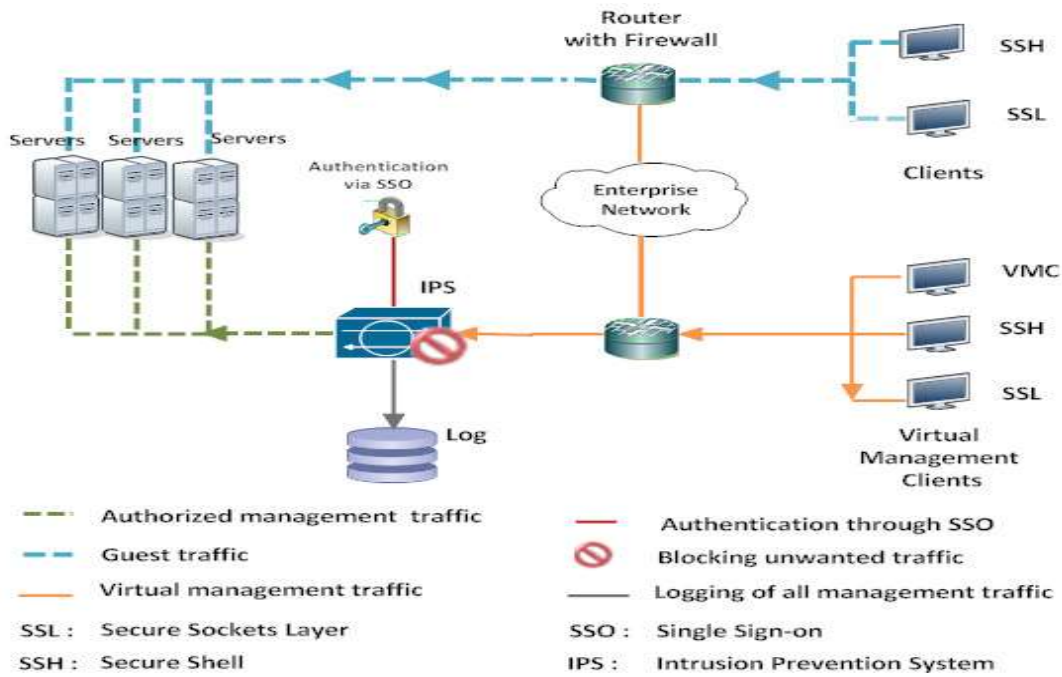 Router
with Firewall
SSH
SSL
Clients
Servers
Servers
Servers
Authentication
via SSO
Enterprise
Network
IPS
VMC
SSH
SSL
Virtual
Management
Clients
Log
Authorized management traffic
Guest traffic
Virtual management traffic
SSL : Secure Sockets Layer
SSH : Secure Shell
Authentication through SSO
Blocking unwanted traffic
Logging of all management traffic
SSO : Single Sign-on
IPS : Intrusion Prevention System